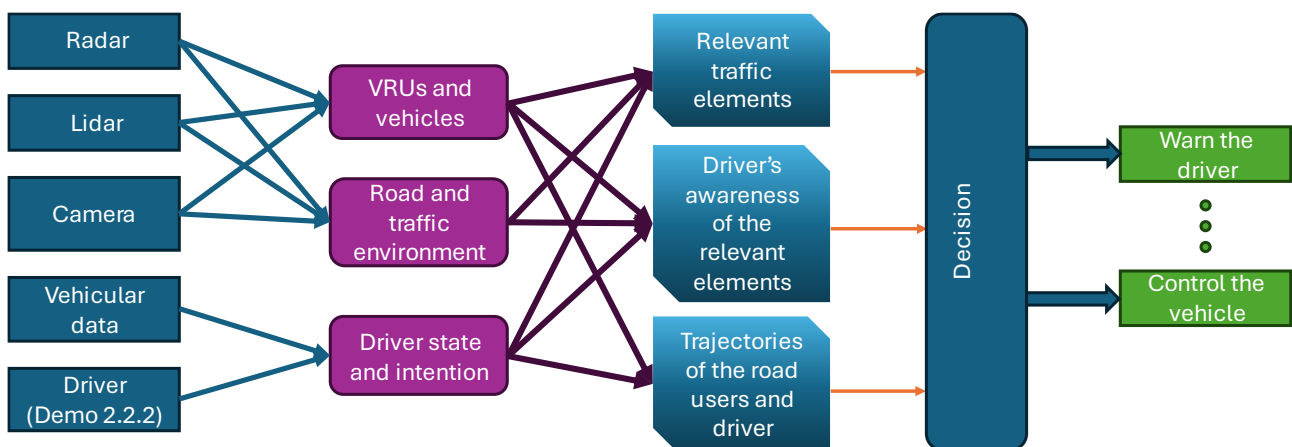 Radar
Lidar
Camera
Vehicular
data
Driver
(Demo 2.2.2)
VRUs and
vehicles
Road and
traffic
environment
Driver state
and intention
Relevant
traffic
elements
Driver’s
awareness
of the
relevant
elements
Trajectories
of the road
users and
driver
Decision
Warn the
driver
Control the
vehicle